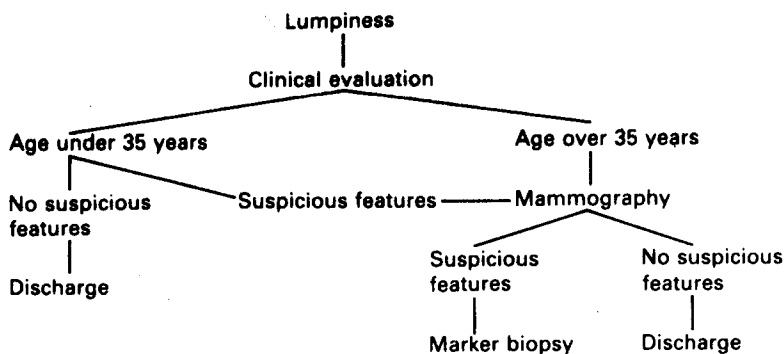 Lumpiness
Clinical evaluation
Age under 35 years
Age over 35 years
No suspicious
features
Suspicious features
Mammography
Discharge
Suspicious
features
No suspicious
features
Marker biopsy
Discharge